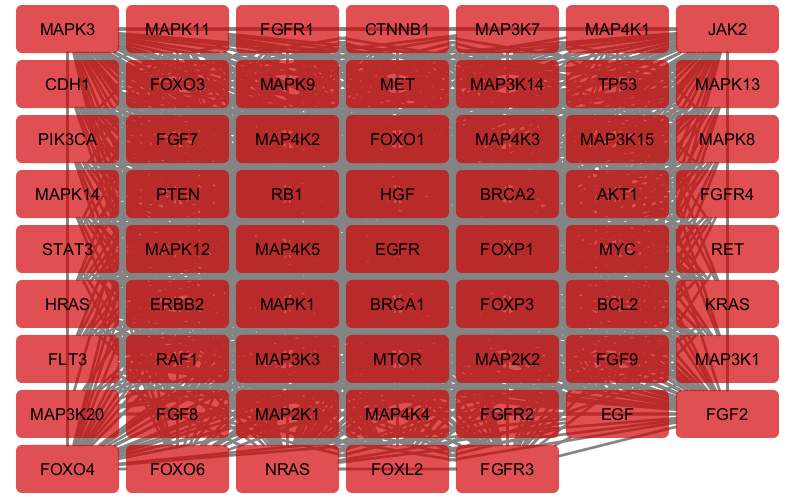 MAPK3 MAPK11 FGFR1 CTNNB1 MAP3K7 MAP4K1 JAK2
CDH1 FOXO3 MAPK9 MET MAP3K14 TP53 MAPK13
PIK3CA FGF7 MAP4K2 FOXO1 MAP4K3 MAP3K15 MAPK8
MAPK14 PTEN RB1 HGF BRCA2 AKT1 FGFR4
STAT3 MAPK12 MAP4K5 EGFR FOXP1 MYC RET
HRAS ERBB2 MAPK1 BRCA1 FOXP3 BCL2 KRAS
FLT3 RAF1 MAP3K3 MTOR MAP2K2 FGF9 MAP3K1
MAP3K20 FGF8 MAP2K1 MAP4K4 FGFR2 EGF FGF2
FOXO4 FOXO6 NRAS FOXL2 FGFR3